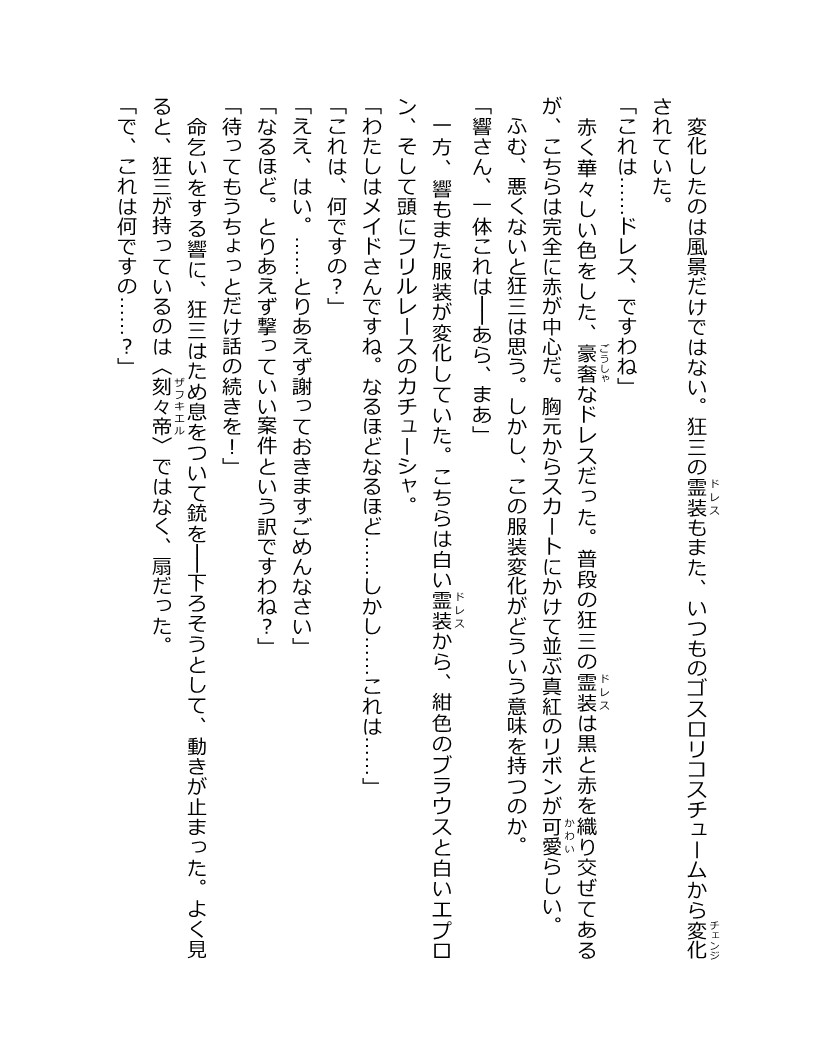 変化したのは風景だけではない。狂三の霊装もまた、いつものゴスロリコスチュームから変化
されていた。
「これは……ドレス、ですわね」
赤く華々しい色をした、豪奢なドレスだった。普段の狂三の霊装は黒と赤を織り交ぜてある
が、こちらは完全に赤が中心だ。胸元からスカートにかけて並ぶ真紅のリボンが可愛らしい。
ふむ、悪くないと狂三は思う。しかし、この服装変化がどういう意味を持つのか。
「響さん、一体これは――あら、まあ」
一方、響もまた服装が変化していた。こちらは白い霊装から、紺色のブラウスと白いエプロ
ン、そして頭にフリルレースのカチューシャ。
「わたしはメイドさんですね。なるほどなるほど……しかし……これは……」
「これは、何ですの？」
「ええ、はい。……とりあえず謝っておきますごめんなさい」
「なるほど。とりあえず撃っていい案件という訳ですわね？」
「待ってもうちょっとだけ話の続きを！」
命乞いをする響に、狂三はため息をついて銃を――下ろそうとして、動きが止まった。よく見
ると、狂三が持っているのは〈刻々帝〉ではなく、扇だった。
「で、これは何ですの……？」
ドレス
チェンジ
ごうしゃ
ドレス
かわい
ドレス
ザフキエル